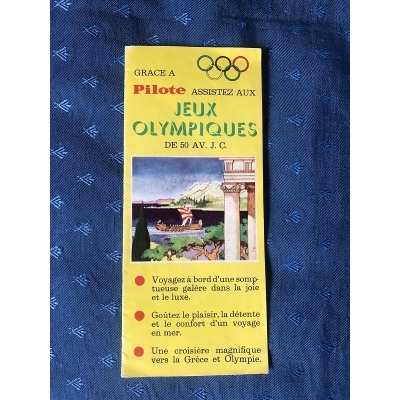 GRACE A
Pilote ASSISTEZ AUX
JEUX
OLYMPIQUES
DE 50 AV. J. C.
Voyagez à bord d'une somp-
tueuse galère dans la joie
et le luxe.
Goûtez le plaisir, la détente
et le confort d'un voyage
en mer.
Une croisière magnifique
vers la Grèce et Olympie.